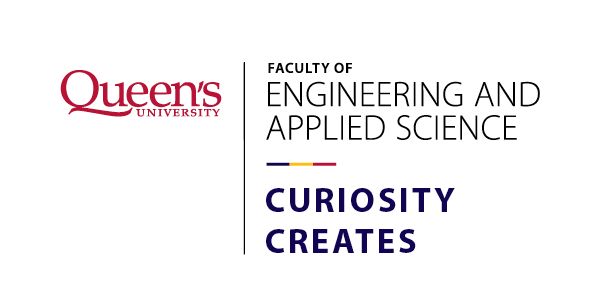 Queen's
UNIVERSITY
FACULTY OF
ENGINEERING AND
APPLIED SCIENCE
CURIOSITY
CREATES